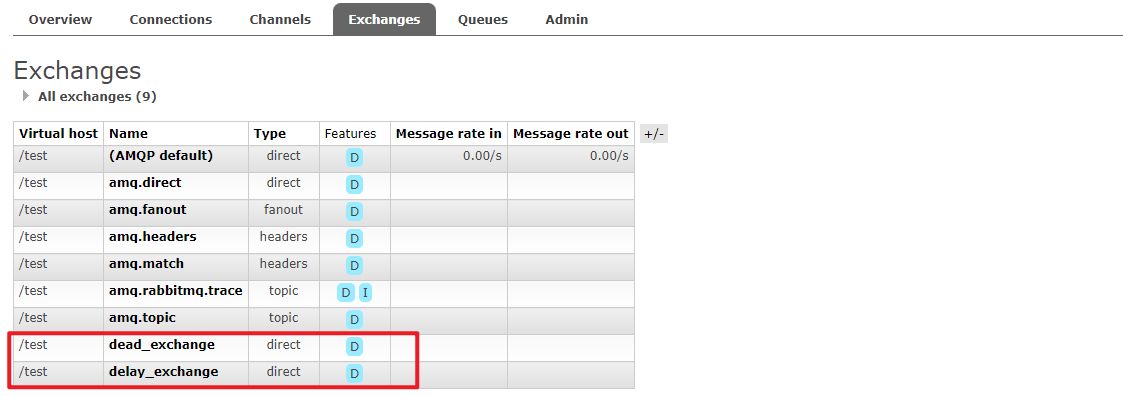 Overview Connections Channels Exchanges Queues Admin
Exchanges
All exchanges (9)
Virtual host Name Type Features Message rate in Message rate out +/-
/test (AMQP default) direct D 0.00/s 0.00/s
/test amq.direct direct D
/test amq.fanout fanout D
/test amq.headers headers D
/test amq.match headers D
/test amq.rabbitmq.trace topic D I
/test amq.topic topic D
/test dead_exchange direct D
/test delay_exchange direct D